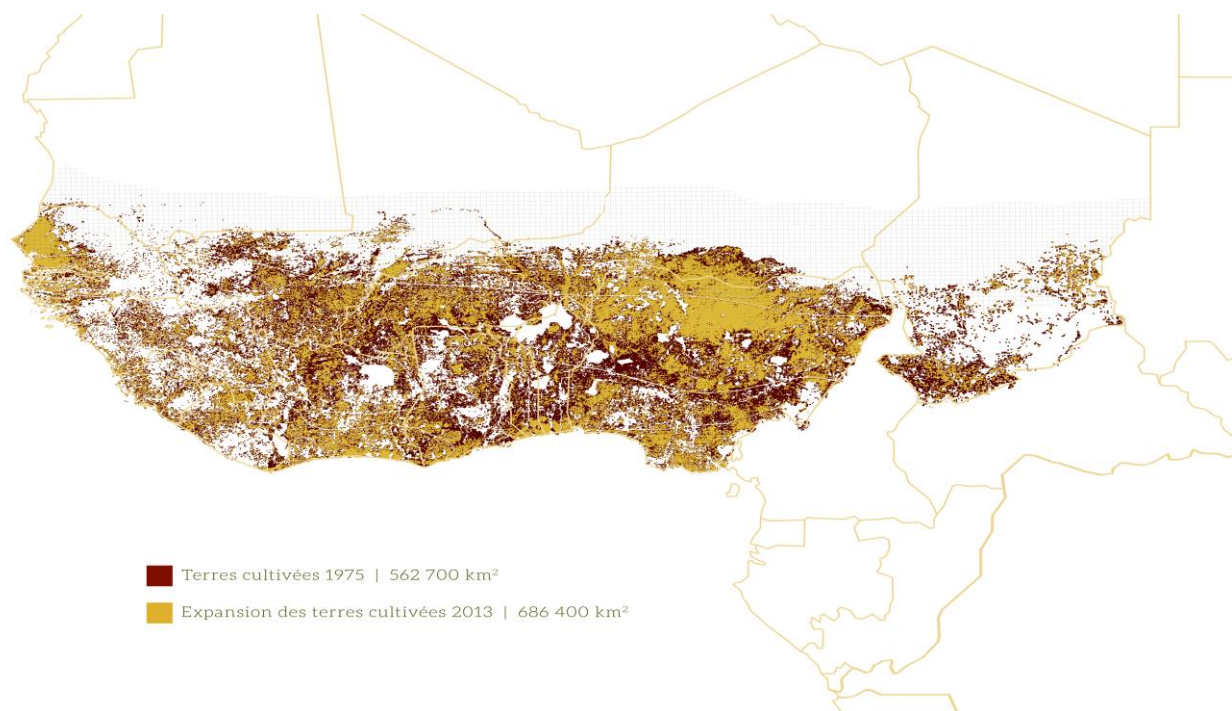 Terres cultivées 1975 | 562 700 km²
Expansion des terres cultivées 2013 | 686 400 km²